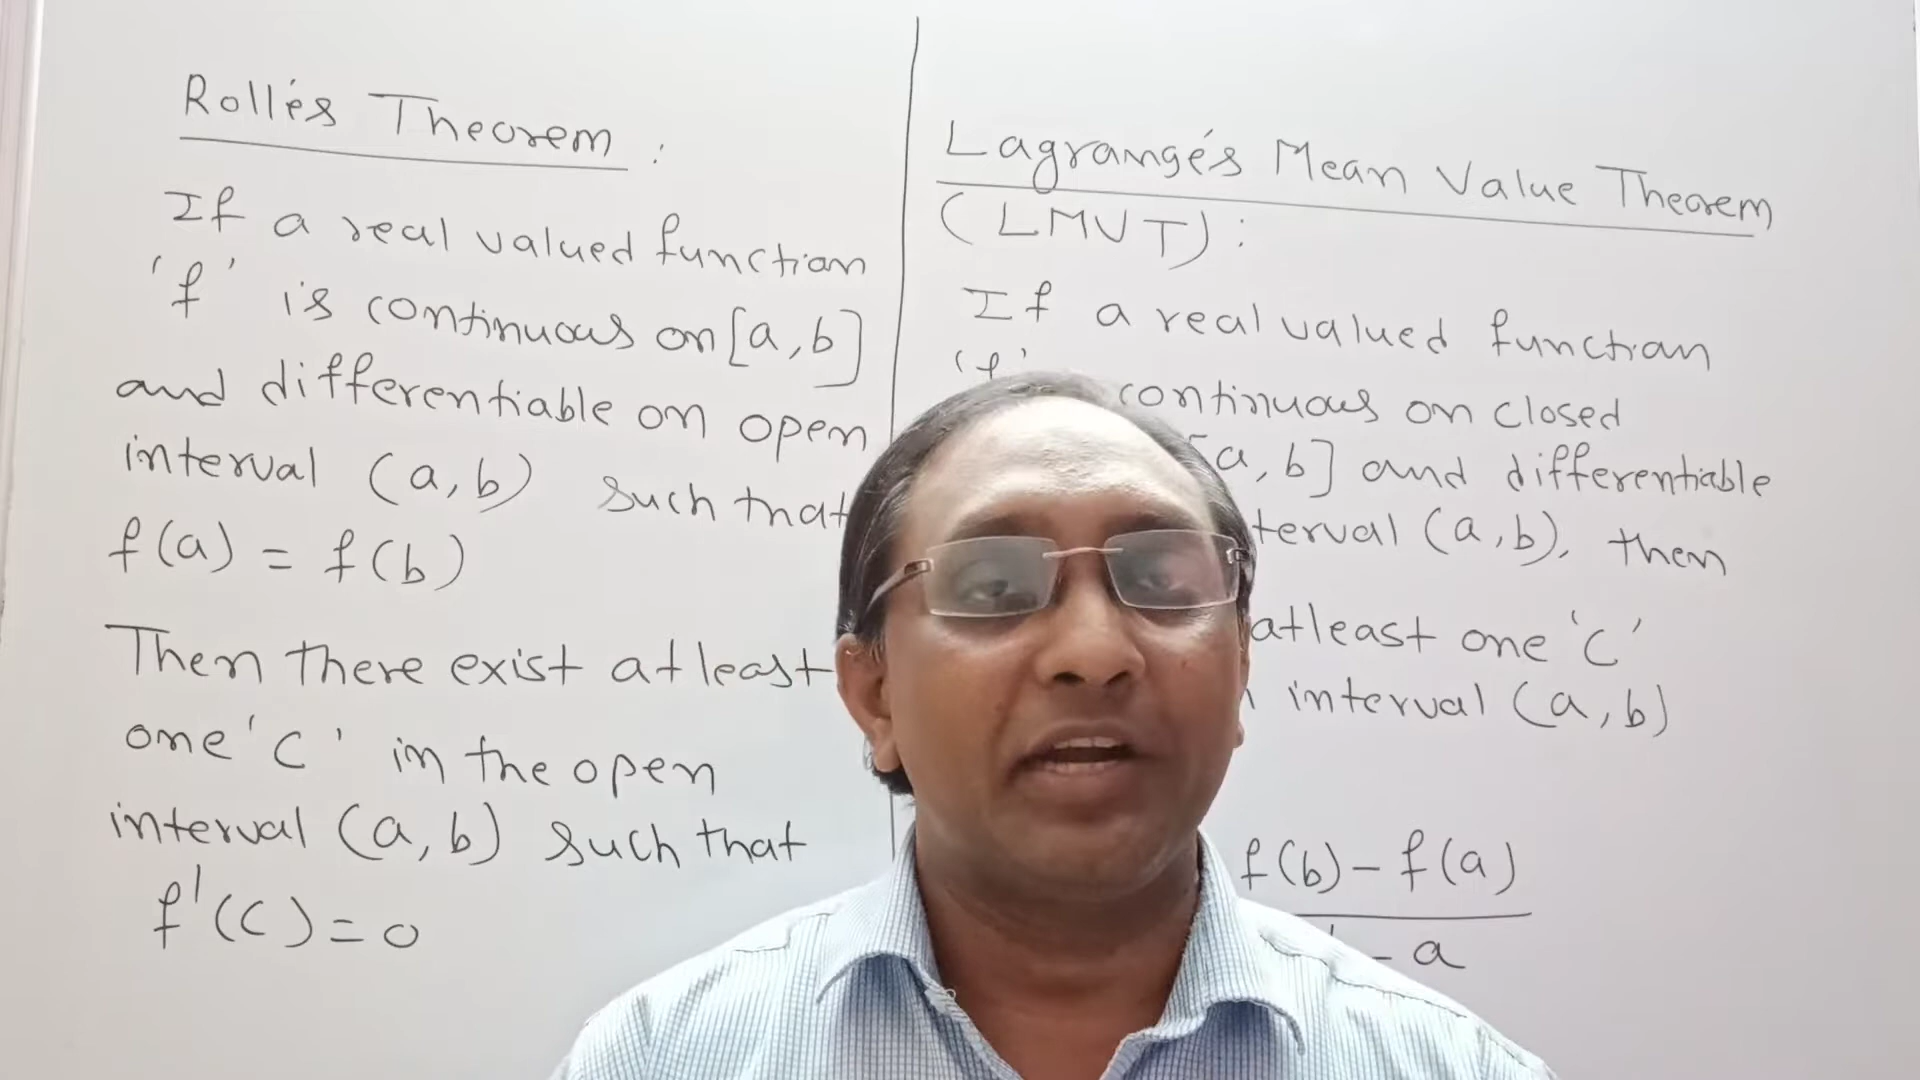 Rolle's Theorem :
If a real valued function
'f' is continuous on [a,b]
and differentiable on open
interval (a,b) such that
f(a) = f(b)
Then there exist atleast
one 'C' in the open
interval (a,b) such that
f'(C) = 0
Lagrange's Mean Value Theorem
(LMVT) :
If a real valued function
'f' continuous on closed
[a,b] and differentiable
(a,b), then
atleast one 'C'
interval (a,b)
f(b) - f(a)
- a